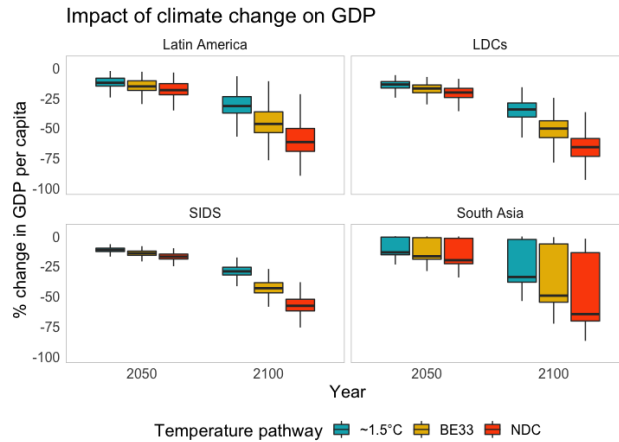 Impact of climate change on GDP
Latin America
LDCs
0
-25
-50
-75
-100
SIDS
South Asia
0
-25
-50
-75
-100
% change in GDP per capita
2050
2100
2050
2100
Year
Temperature pathway ~1.5°C BE33 NDC